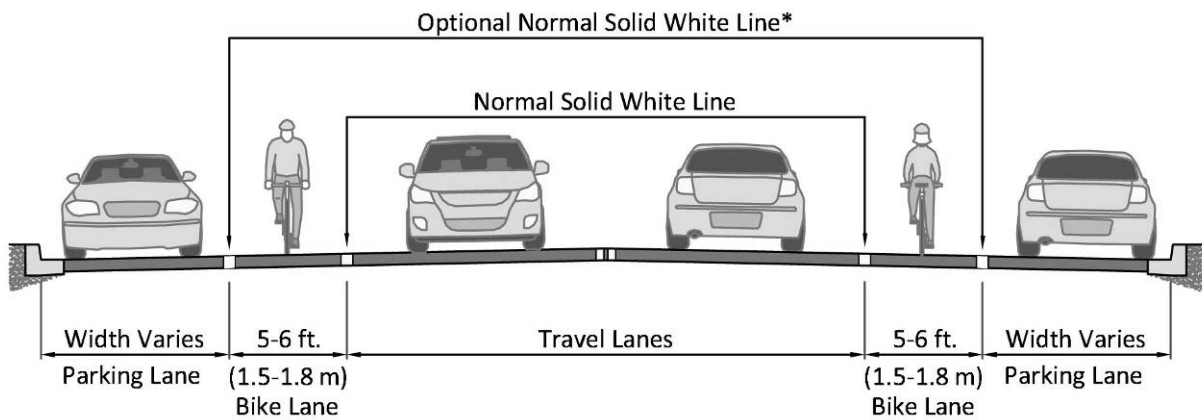 Optional Normal Solid White Line*
Normal Solid White Line
Width Varies
Parking Lane
5-6 ft.
(1.5-1.8 m)
Bike Lane
Travel Lanes
5-6 ft.
(1.5-1.8 m)
Bike Lane
Width Varies
Parking Lane